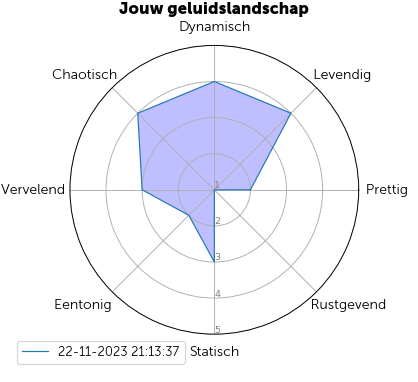 Jouw geluidslandschap
Dynamisch
Chaotisch
Levendig
Vervelend
Prettig
1
2
3
4
5
Eentonig
Rustgevend
22-11-2023 21:13:37
Statisch